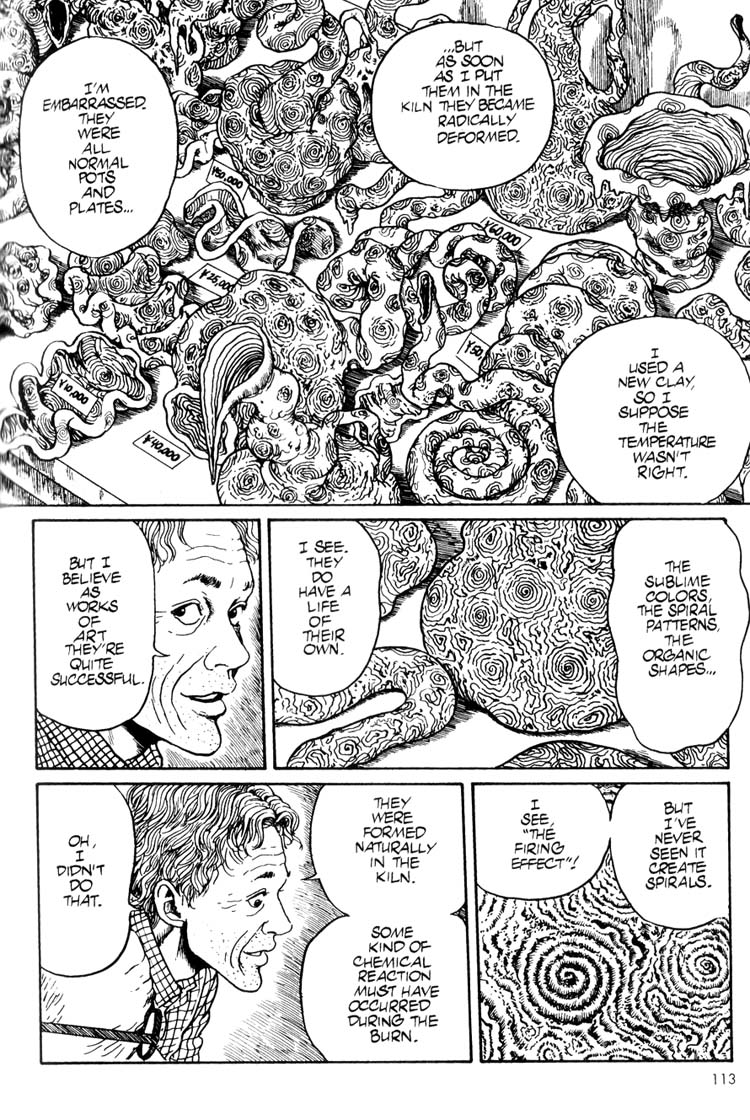 I'M
EMBARRASSED.
THEY
WERE
ALL
NORMAL
POTS
AND
PLATES...
...BUT
AS SOON
AS I PUT
THEM IN THE
KILN THEY BECAME
RADICALLY
DEFORMED.
¥60,000
¥10,000
¥40,000
I
USED A
NEW CLAY,
SO I
SUPPOSE
THE
TEMPERATURE
WASN'T
RIGHT.
BUT I
BELIEVE
AS
WORKS
OF
ART
THEY'RE
QUITE
SUCCESSFUL.
I SEE.
THEY
DO
HAVE A
LIFE
OF
THEIR
OWN.
THE
SUBLIME
COLORS,
THE SPIRAL
PATTERNS,
THE
ORGANIC
SHAPES...
OH,
I
DIDN'T
DO
THAT.
THEY
WERE
FORMED
NATURALLY
IN THE
KILN.
SOME
KIND OF
CHEMICAL
REACTION
MUST HAVE
OCCURRED
DURING THE
BURN.
I
SEE,
"THE
FIRING
EFFECT"!
BUT
I'VE
NEVER
SEEN IT
CREATE
SPIRALS.
113